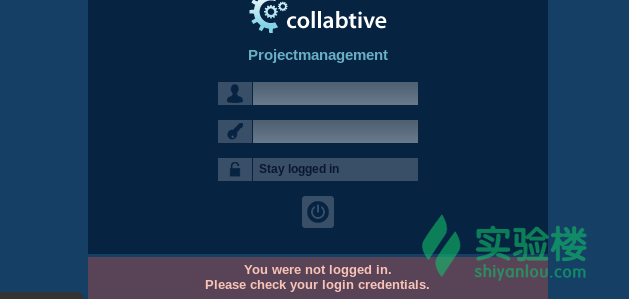 collabtive
Projectmanagement
Stay logged in
You were not logged in.
Please check your login credentials.
实验楼
shiyanlou.com